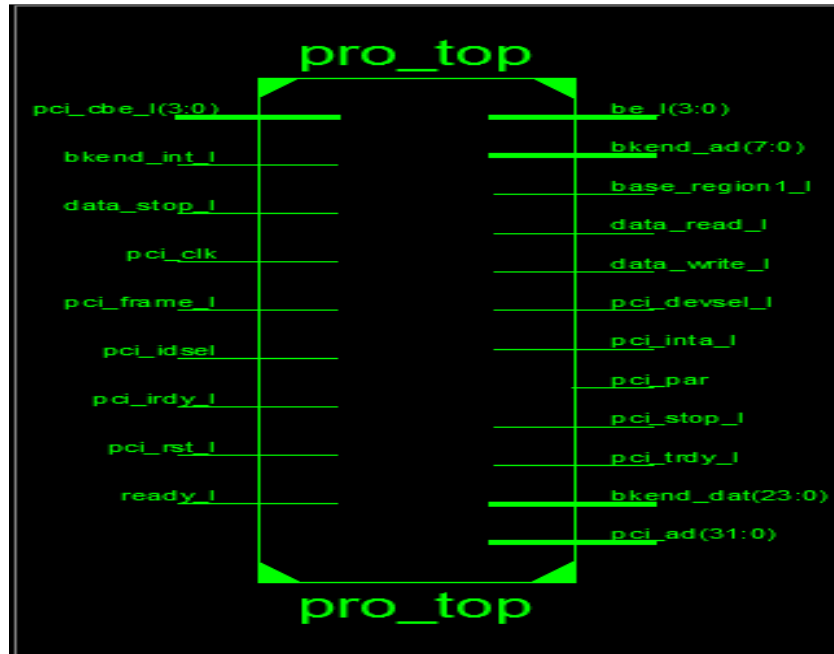 pro_top
pci_cbe_l(3:0)
bkend_int_l
data_stop_l
pci_clk
pci_frame_l
pci_idsel
pci_irdy_l
pci_rst_l
ready_l
be_l(3:0)
bkend_ad(7:0)
base_region1_l
data_read_l
data_write_l
pci_devsel_l
pci_inta_l
pci_par
pci_stop_l
pci_trdy_l
bkend_dat(23:0)
pci_ad(31:0)
pro_top